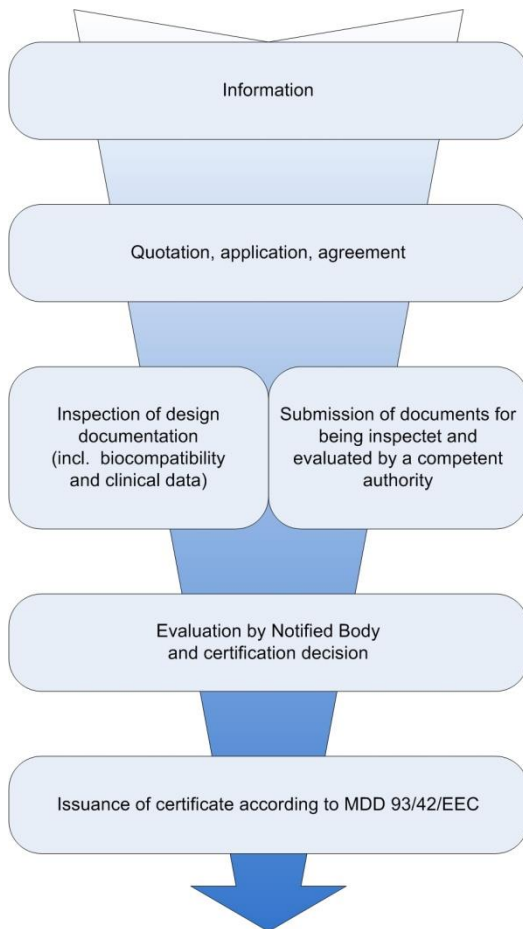 Information
Quotation, application, agreement
Inspection of design
documentation
(incl. biocompatibility
and clinical data)
Submission of documents for
being inspectet and
evaluated by a competent
authority
Evaluation by Notified Body
and certification decision
Issuance of certificate according to MDD 93/42/EEC